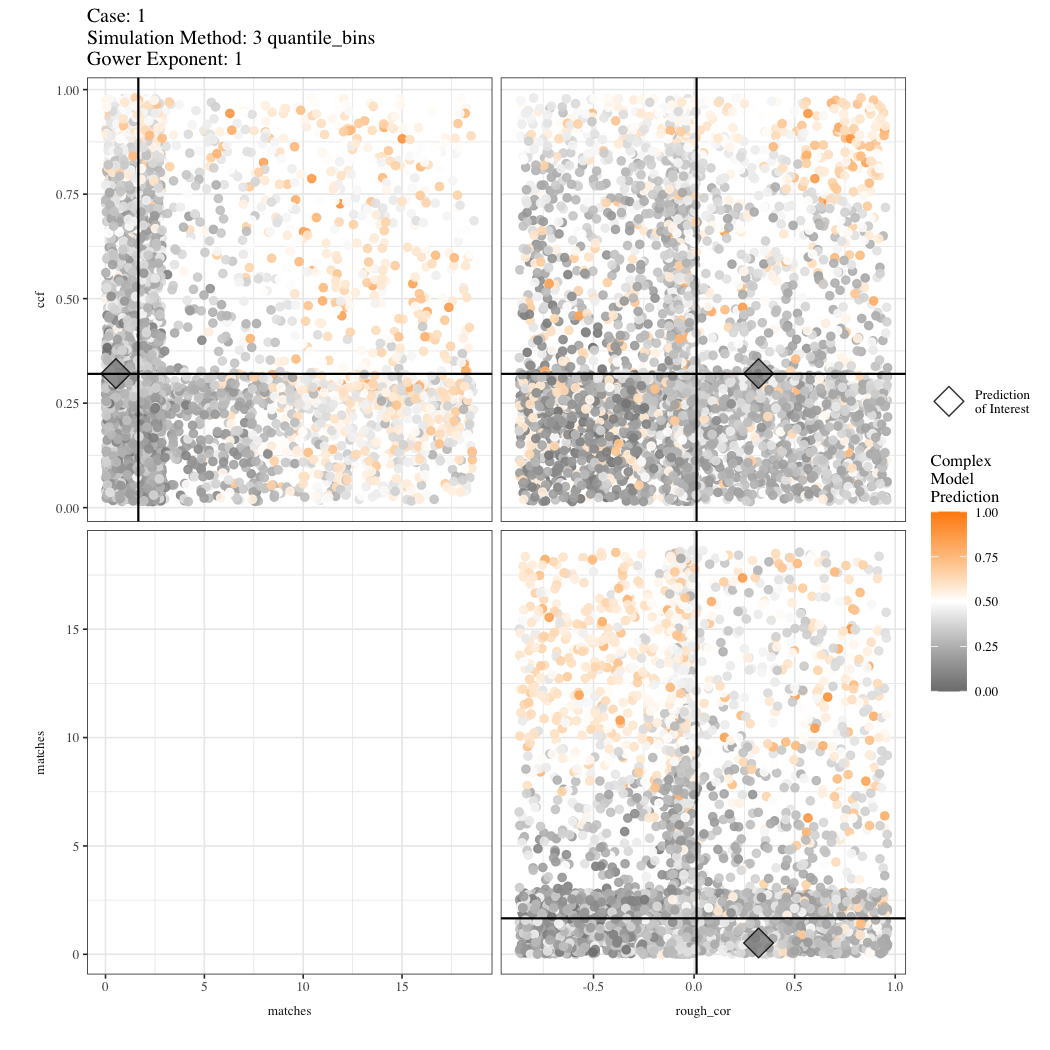 Case: 1
Simulation Method: 3 quantile_bins
Gower Exponent: 1
1.00
0.75
0.50
0.25
0.00
ccf
15
10
5
0
matches
0
5
10
15
matches
-0.5
0.0
0.5
1.0
rough_cor
Prediction
of Interest
Complex
Model
Prediction
1.00
0.75
0.50
0.25
0.00